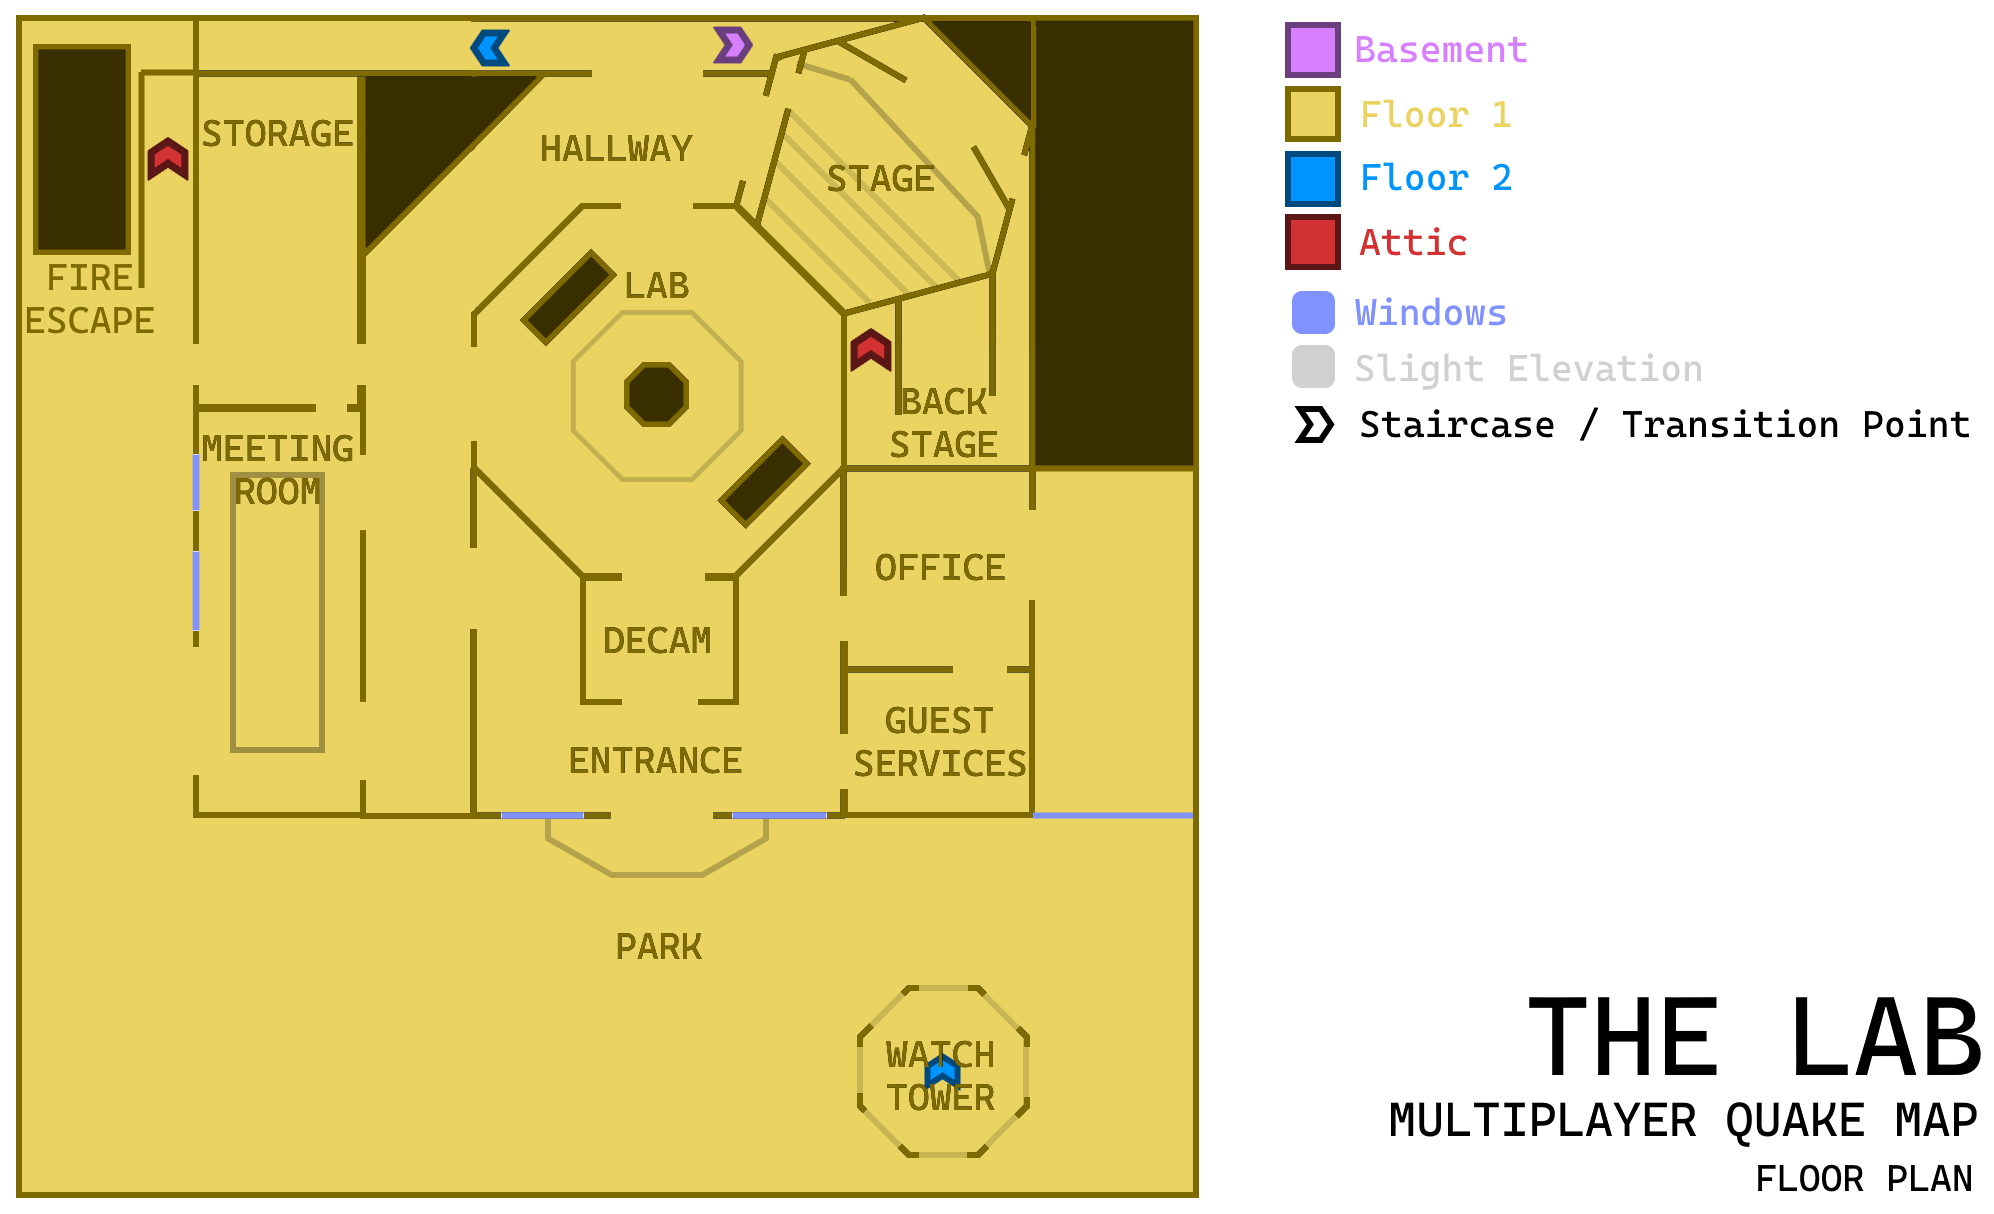 STORAGE
HALLWAY
STAGE
FIRE
ESCAPE
LAB
BACK
STAGE
MEETING
ROOM
OFFICE
DECAM
GUEST
SERVICES
ENTRANCE
PARK
WATCH
TOWER
Basement
Floor 1
Floor 2
Attic
Windows
Slight Elevation
Staircase / Transition Point
THE LAB
MULTIPLAYER QUAKE MAP
FLOOR PLAN